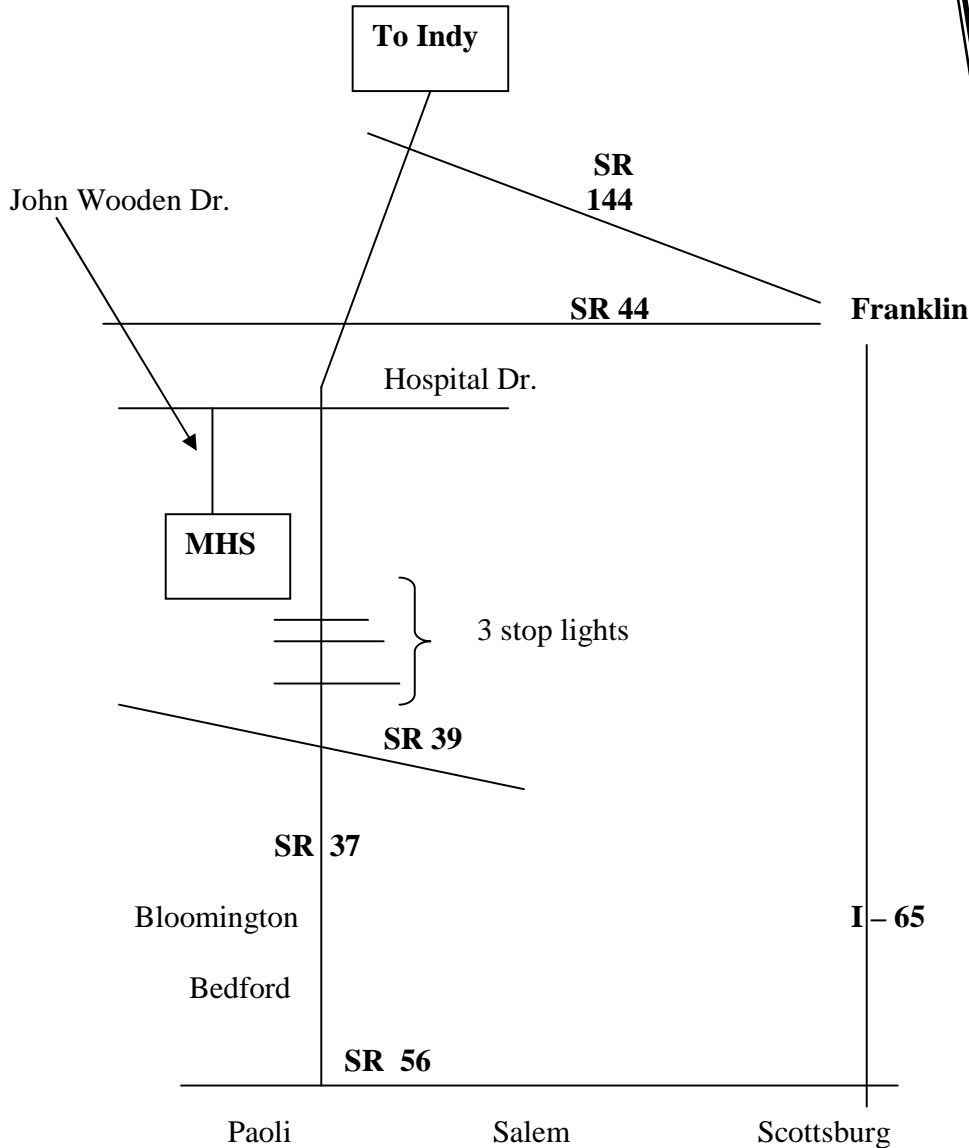 To Indy
SR
144
John Wooden Dr.
SR 44
Franklin
Hospital Dr.
MHS
3 stop lights
SR 39
SR 37
Bloomington
I – 65
Bedford
SR 56
Paoli
Salem
Scottsburg